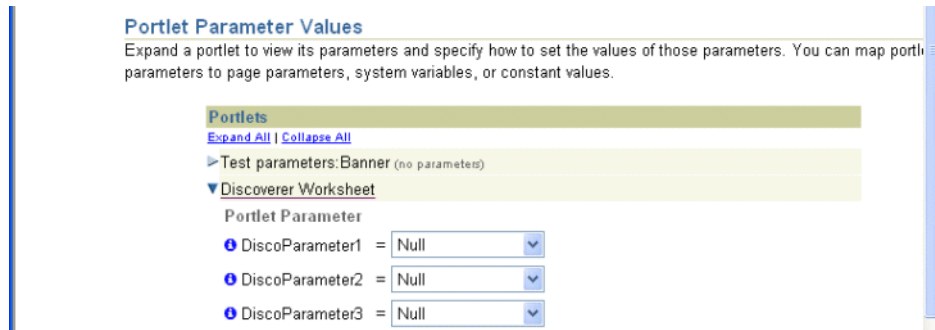 Portlet Parameter Values
Expand a portlet to view its parameters and specify how to set the values of those parameters. You can map
parameters to page parameters, system variables, or constant values.
Portlets
Expand All | Collapse All
Test parameters:Banner (no parameters)
Discoverer Worksheet
Portlet Parameter
DiscoParameter1 = Null
DiscoParameter2 = Null
DiscoParameter3 = Null